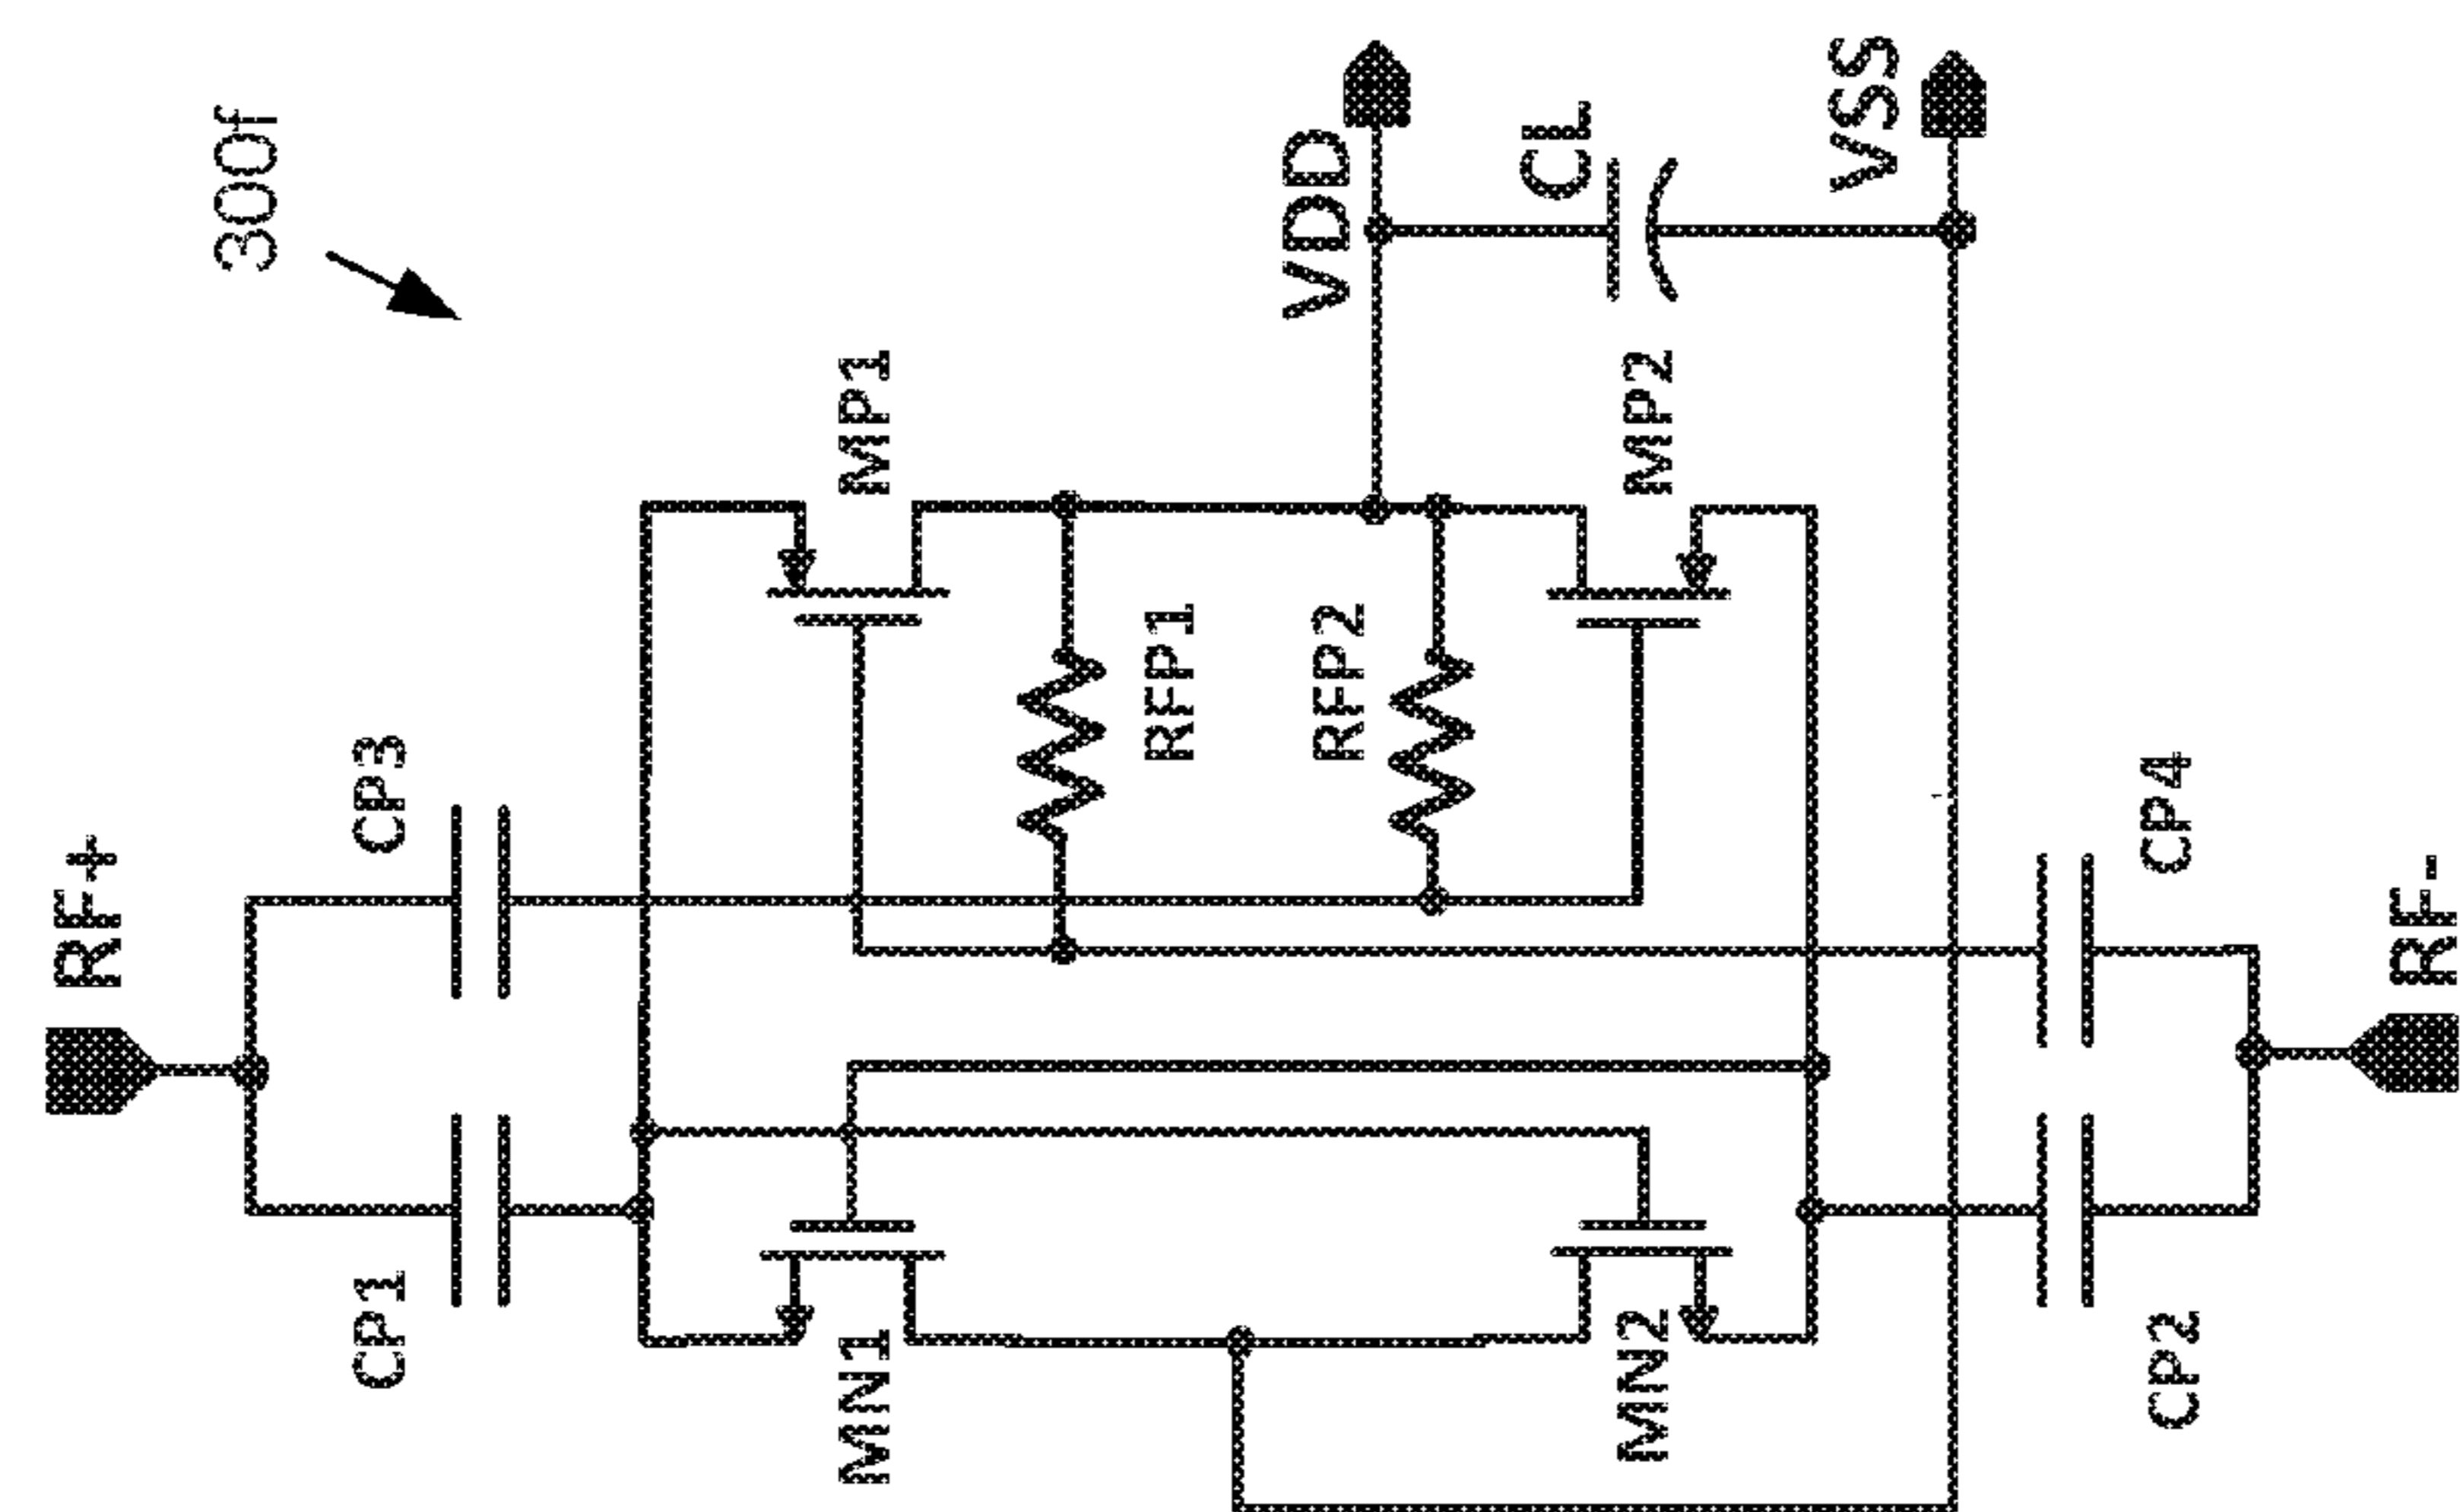 300f
RF+
CP3
CP1
MP1
MN1
RFP1
RFP2
VDD
CL
VSS
MP2
MN2
CP4
CP2
RF-